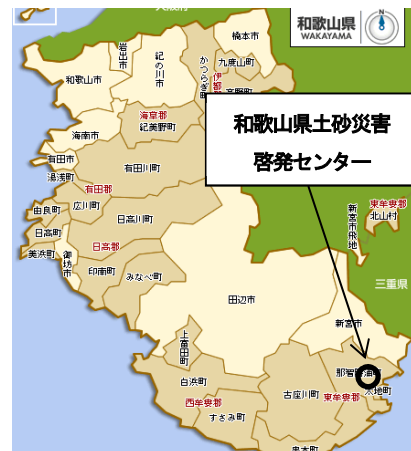 和歌山県
WAKAYAMA
橋本市
岩出市
紀の川市
かつらぎ町
九度山町
伊都郡
高野町
和歌山市
海草郡
紀美野町
和歌山県土砂災害
啓発センター
海南市
有田市
湯浅町
有田川町
有田郡
広川町
由良町
日高川町
日高町
日高郡
美浜町
御坊市
印南町
みなべ町
東牟婁郡
北山村
新宮市飛地
三重県
田辺市
新宮市
上富田町
那智勝浦町
太地町
白浜町
古座川町
東牟婁郡
西牟婁郡
すさみ町
串本町